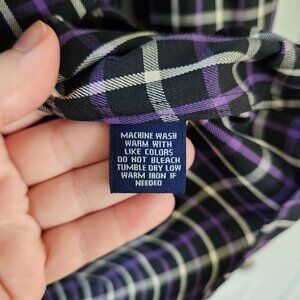 MACHINE WASH
WARM WITH
LIKE COLORS
DO NOT BLEACH
TUMBLE DRY LOW
WARM IRON IF
NEEDED